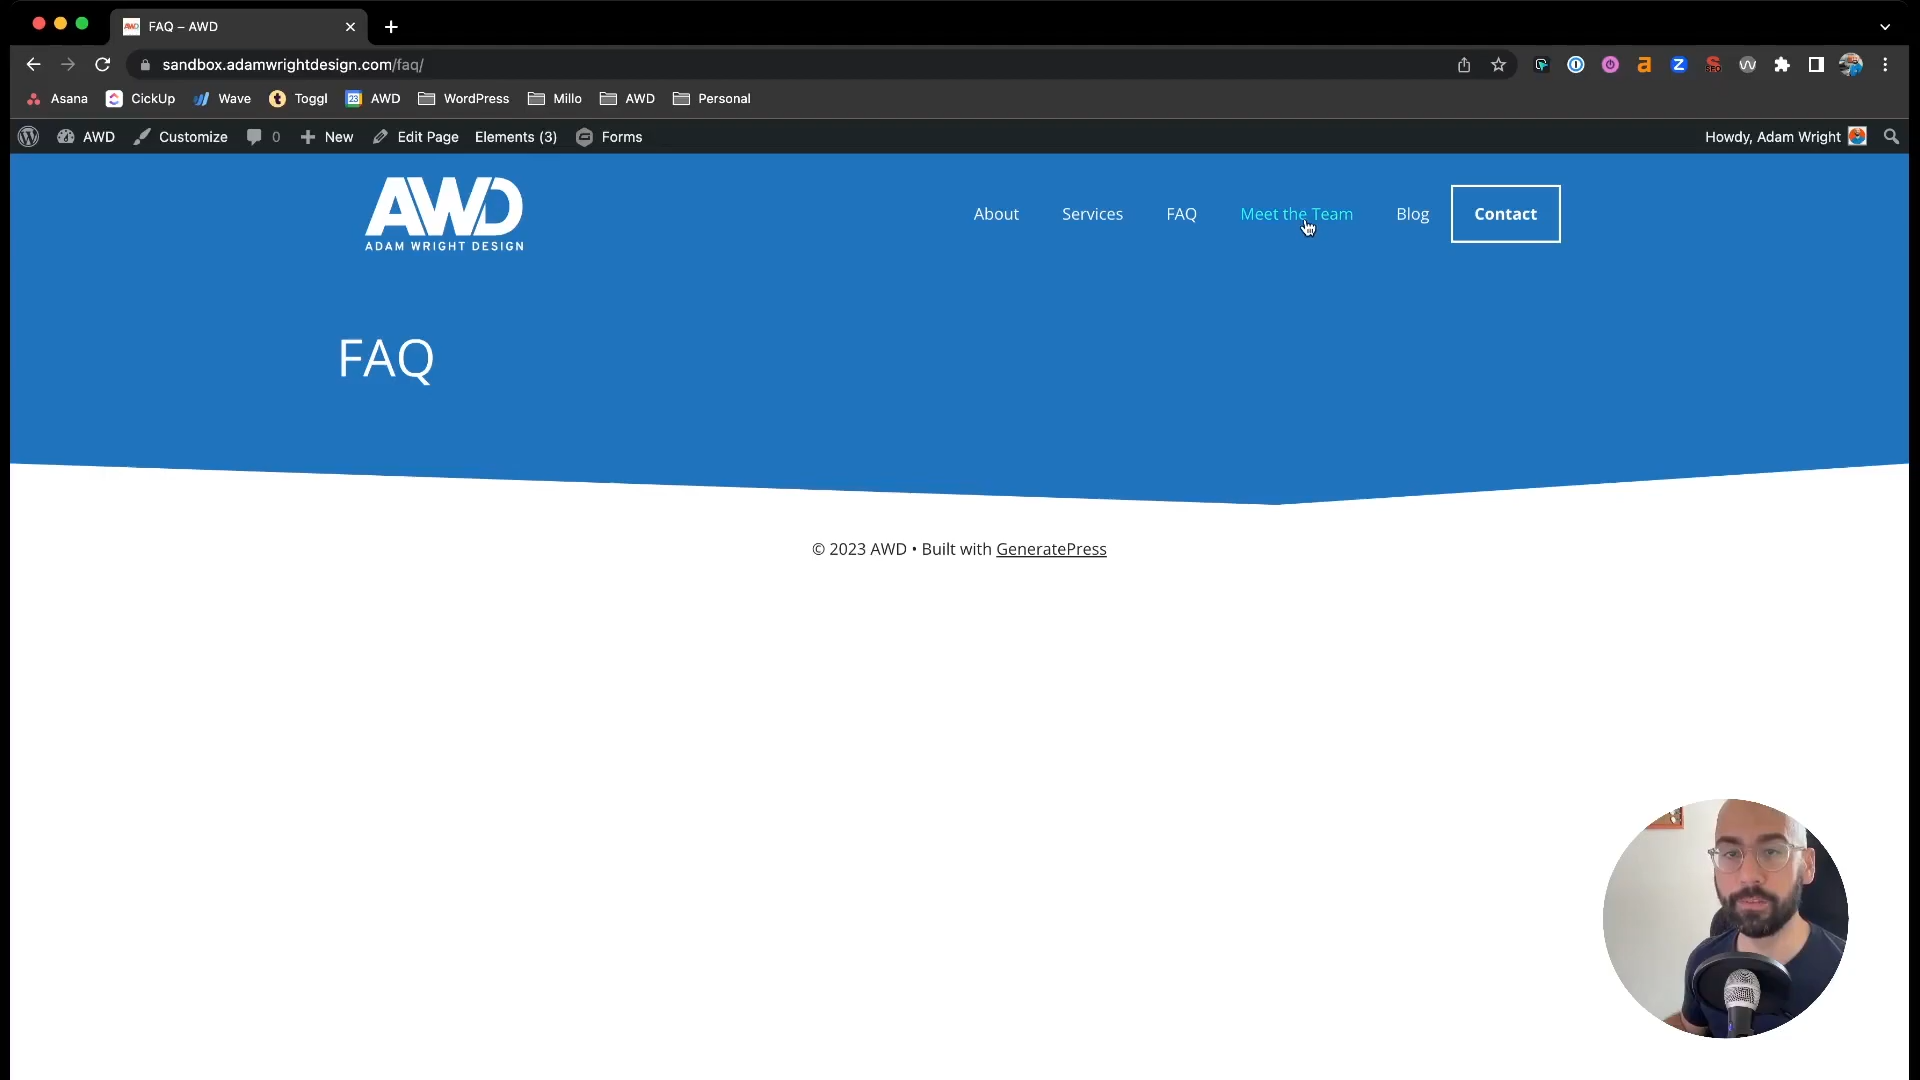 FAQ – AWD
sandbox.adamwrightdesign.com/faq/
Asana CickUp Wave Toggl 23 AWD WordPress Millo AWD Personal
AWD Customize 0 New Edit Page Elements (3) Forms Howdy, Adam Wright
AWD
ADAM WRIGHT DESIGN
About Services FAQ Meet the Team Blog Contact
FAQ
© 2023 AWD • Built with GeneratePress